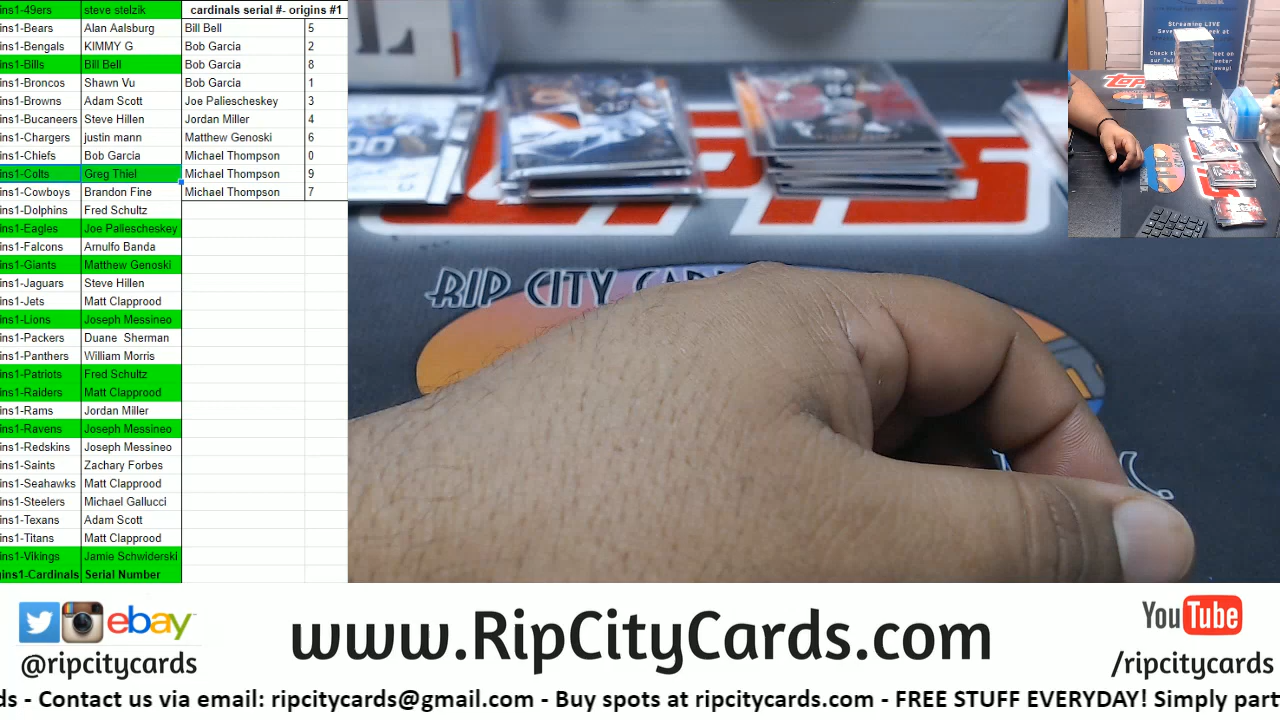 ins1-49ers steve stelzik cardinals serial #- origins #1
ins1-Bears Alan Aalsburg Bill Bell 5
ins1-Bengals KIMMY G Bob Garcia 2
ins1-Bills Bill Bell Bob Garcia 8
ins1-Broncos Shawn Vu Bob Garcia 1
ins1-Browns Adam Scott Joe Paliescheskey 3
ins1-Bucaneers Steve Hillen Jordan Miller 4
ins1-Chargers justin mann Matthew Genoski 6
ins1-Chiefs Bob Garcia Michael Thompson 0
ins1-Colts Greg Thiel Michael Thompson 9
ins1-Cowboys Brandon Fine Michael Thompson 7
ins1-Dolphins Fred Schultz
ins1-Eagles Joe Paliescheskey
ins1-Falcons Arnulfo Banda
ins1-Giants Matthew Genoski
ins1-Jaguars Steve Hillen
ins1-Jets Matt Clapprood
ins1-Lions Joseph Messineo
ins1-Packers Duane Sherman
ins1-Panthers William Morris
ins1-Patriots Fred Schultz
ins1-Raiders Matt Clapprood
ins1-Rams Jordan Miller
ins1-Ravens Joseph Messineo
ins1-Redskins Joseph Messineo
ins1-Saints Zachary Forbes
ins1-Seahawks Matt Clapprood
ins1-Steelers Michael Gallucci
ins1-Texans Adam Scott
ins1-Titans Matt Clapprood
ins1-Vikings Jamie Schwiderski
gins1-Cardinals Serial Number
RIP CITY CAR
Streaming LIVE
ebay
@ripcitycards
www.RipCityCards.com
YouTube
/ripcitycards
ds - Contact us via email: ripcitycards@gmail.com - Buy spots at ripcitycards.com - FREE STUFF EVERYDAY! Simply part